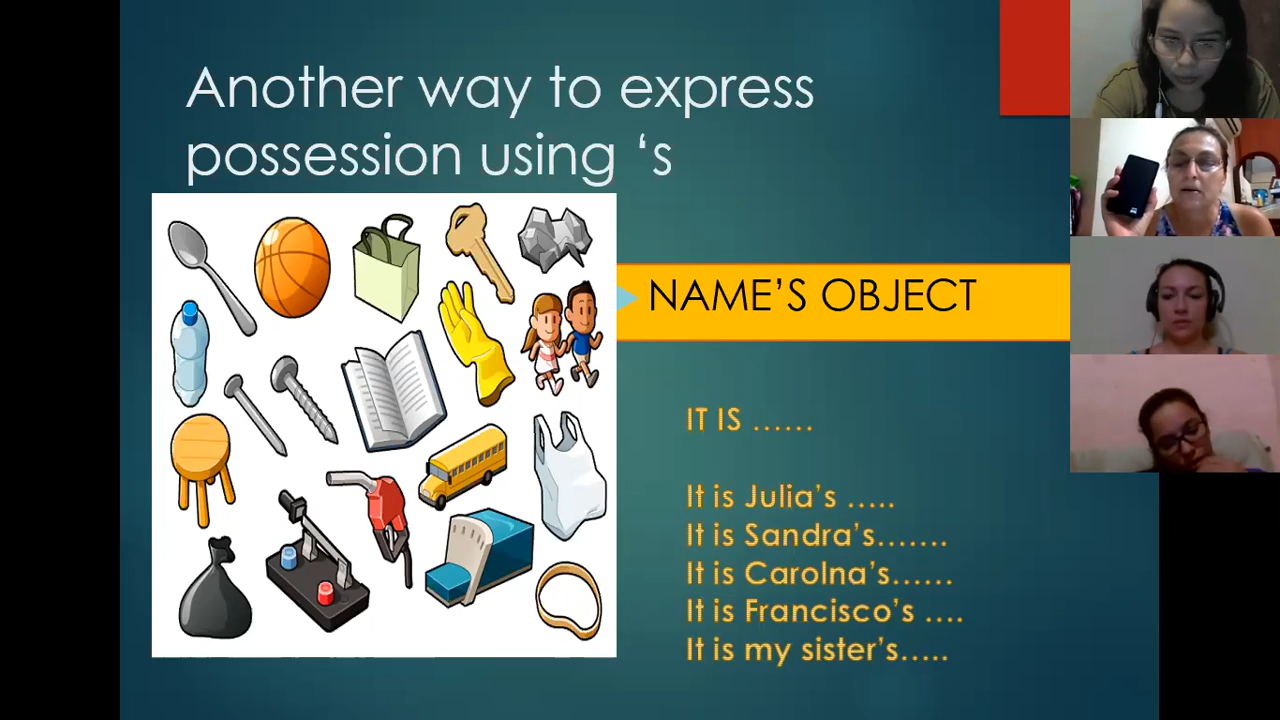 Another way to express
possession using ‘s
NAME’S OBJECT
IT IS ......
It is Julia’s .....
It is Sandra’s.......
It is Carolna’s......
It is Francisco’s ....
It is my sister’s.....